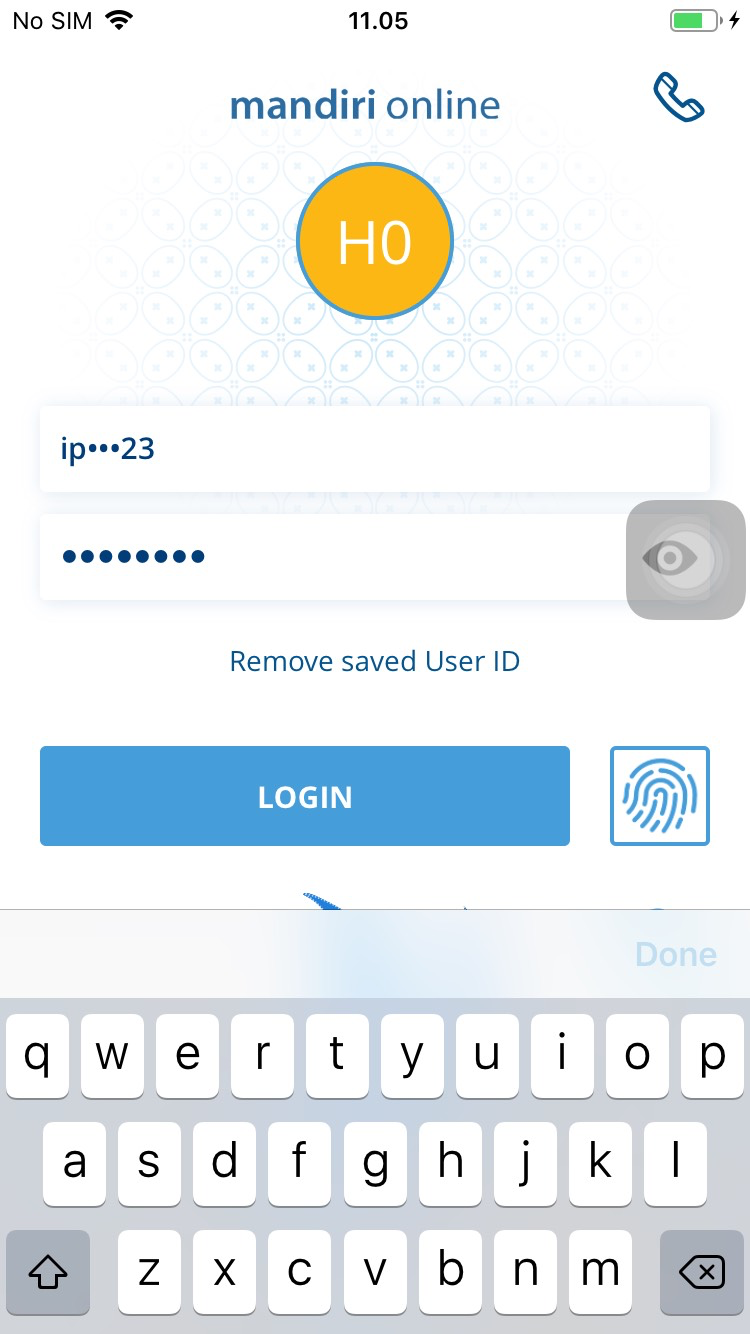 No SIM 11.05
mandiri online
H0
ip•••23
••••••••
Remove saved User ID
LOGIN
Done
q w e r t y u i o p
a s d f g h j k l
z x c v b n m